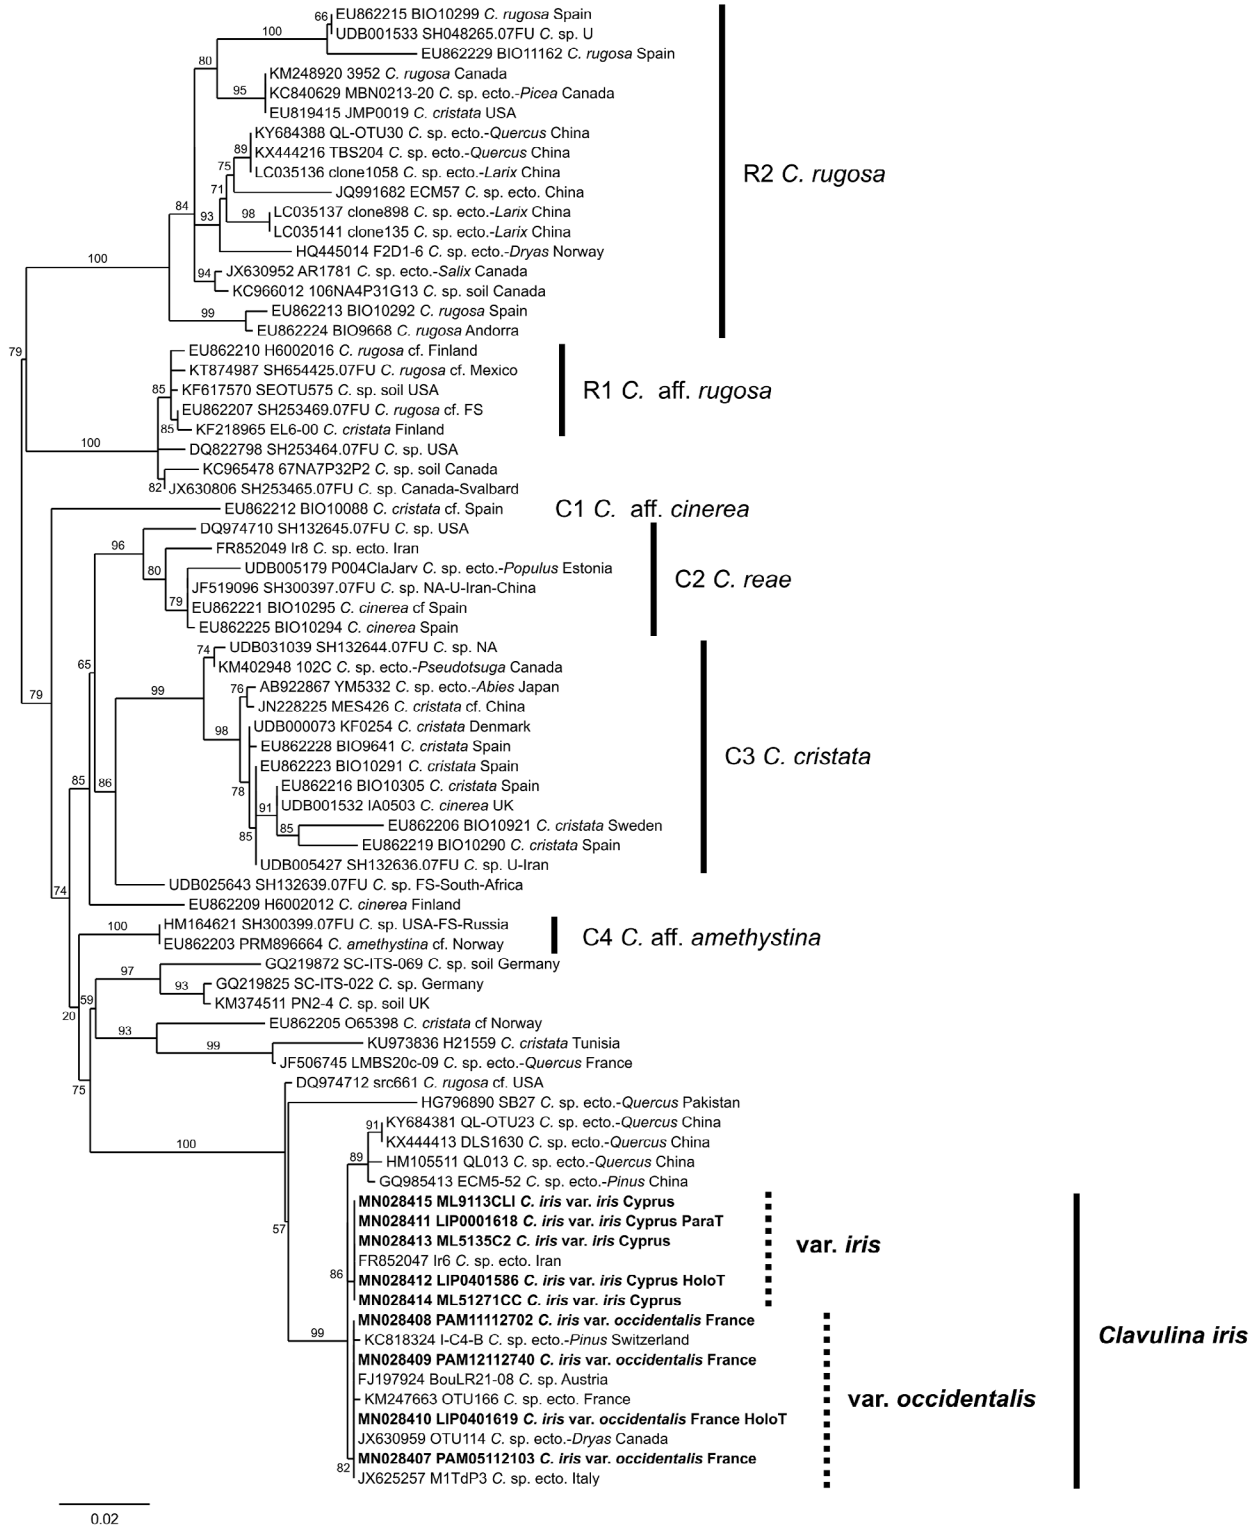 EU862215 BIO10299 C. rugosa Spain
UDB001533 SH048265.07FU C. sp. U
EU862229 BIO11162 C. rugosa Spain
KM248920 3952 C. rugosa Canada
KC840629 MBN0213-20 C. sp. ecto.-Picea Canada
EU819415 JMP0019 C. cristata USA
KY684388 QL-OTU30 C. sp. ecto.-Quercus China
KX444216 TBS204 C. sp. ecto.-Quercus China
LC035136 clone1058 C. sp. ecto.-Larix China
JQ991682 ECM57 C. sp. ecto. China
LC035137 clone898 C. sp. ecto.-Larix China
LC035141 clone135 C. sp. ecto.-Larix China
HQ445014 F2D1-6 C. sp. ecto.-Dryas Norway
JX630952 AR1781 C. sp. ecto.-Salix Canada
KC966012 106NA4P31G13 C. sp. soil Canada
EU862213 BIO10292 C. rugosa Spain
EU862224 BIO9668 C. rugosa Andorra
66
100
80
95
89
75
71
93
98
84
94
100
99
R2 C. rugosa
EU862210 H6002016 C. rugosa cf. Finland
KT874987 SH654425.07FU C. rugosa cf. Mexico
KF617570 SEOTU575 C. sp. soil USA
EU862207 SH253469.07FU C. rugosa cf. FS
KF218965 EL6-00 C. cristata Finland
DQ822798 SH253464.07FU C. sp. USA
KC965478 67NA7P32P2 C. sp. soil Canada
JX630806 SH253465.07FU C. sp. Canada-Svalbard
79
85
85
100
82
R1 C. aff. rugosa
EU862212 BIO10088 C. cristata cf. Spain
C1 C. aff. cinerea
DQ974710 SH132645.07FU C. sp. USA
FR852049 Ir8 C. sp. ecto. Iran
UDB005179 P004ClaJarv C. sp. ecto.-Populus Estonia
JF519096 SH300397.07FU C. sp. NA-U-Iran-China
EU862221 BIO10295 C. cinerea cf Spain
EU862225 BIO10294 C. cinerea Spain
96
80
79
C2 C. reae
UDB031039 SH132644.07FU C. sp. NA
KM402948 102C C. sp. ecto.-Pseudotsuga Canada
AB922867 YM5332 C. sp. ecto.-Abies Japan
JN228225 MES426 C. cristata cf. China
UDB000073 KF0254 C. cristata Denmark
EU862228 BIO9641 C. cristata Spain
EU862223 BIO10291 C. cristata Spain
EU862216 BIO10305 C. cristata Spain
UDB001532 IA0503 C. cinerea UK
EU862206 BIO10921 C. cristata Sweden
EU862219 BIO10290 C. cristata Spain
UDB005427 SH132636.07FU C. sp. U-Iran
74
65
99
76
79
98
85
86
78
91
85
85
C3 C. cristata
UDB025643 SH132639.07FU C. sp. FS-South-Africa
EU862209 H6002012 C. cinerea Finland
74
HM164621 SH300399.07FU C. sp. USA-FS-Russia
EU862203 PRM896664 C. amethystina cf. Norway
100
C4 C. aff. amethystina
GQ219872 SC-ITS-069 C. sp. soil Germany
GQ219825 SC-ITS-022 C. sp. Germany
KM374511 PN2-4 C. sp. soil UK
EU862205 O65398 C. cristata cf Norway
KU973836 H21559 C. cristata Tunisia
JF506745 LMBS20c-09 C. sp. ecto.-Quercus France
97
93
59
20
93
99
75
DQ974712 src661 C. rugosa cf. USA
HG796890 SB27 C. sp. ecto.-Quercus Pakistan
KY684381 QL-OTU23 C. sp. ecto.-Quercus China
KX444413 DLS1630 C. sp. ecto.-Quercus China
HM105511 QL013 C. sp. ecto.-Quercus China
GQ985413 ECM5-52 C. sp. ecto.-Pinus China
100
91
89
MN028415 ML9113CLI C. iris var. iris Cyprus
MN028411 LIP0001618 C. iris var. iris Cyprus ParaT
MN028413 ML5135C2 C. iris var. iris Cyprus
FR852047 Ir6 C. sp. ecto. Iran
MN028412 LIP0401586 C. iris var. iris Cyprus HoloT
MN028414 ML51271CC C. iris var. iris Cyprus
57
86
var. iris
MN028408 PAM11112702 C. iris var. occidentalis France
KC818324 I-C4-B C. sp. ecto.-Pinus Switzerland
MN028409 PAM12112740 C. iris var. occidentalis France
FJ197924 BouLR21-08 C. sp. Austria
KM247663 OTU166 C. sp. ecto. France
MN028410 LIP0401619 C. iris var. occidentalis France HoloT
JX630959 OTU114 C. sp. ecto.-Dryas Canada
MN028407 PAM05112103 C. iris var. occidentalis France
JX625257 M1TdP3 C. sp. ecto. Italy
99
82
var. occidentalis
Clavulina iris
0.02